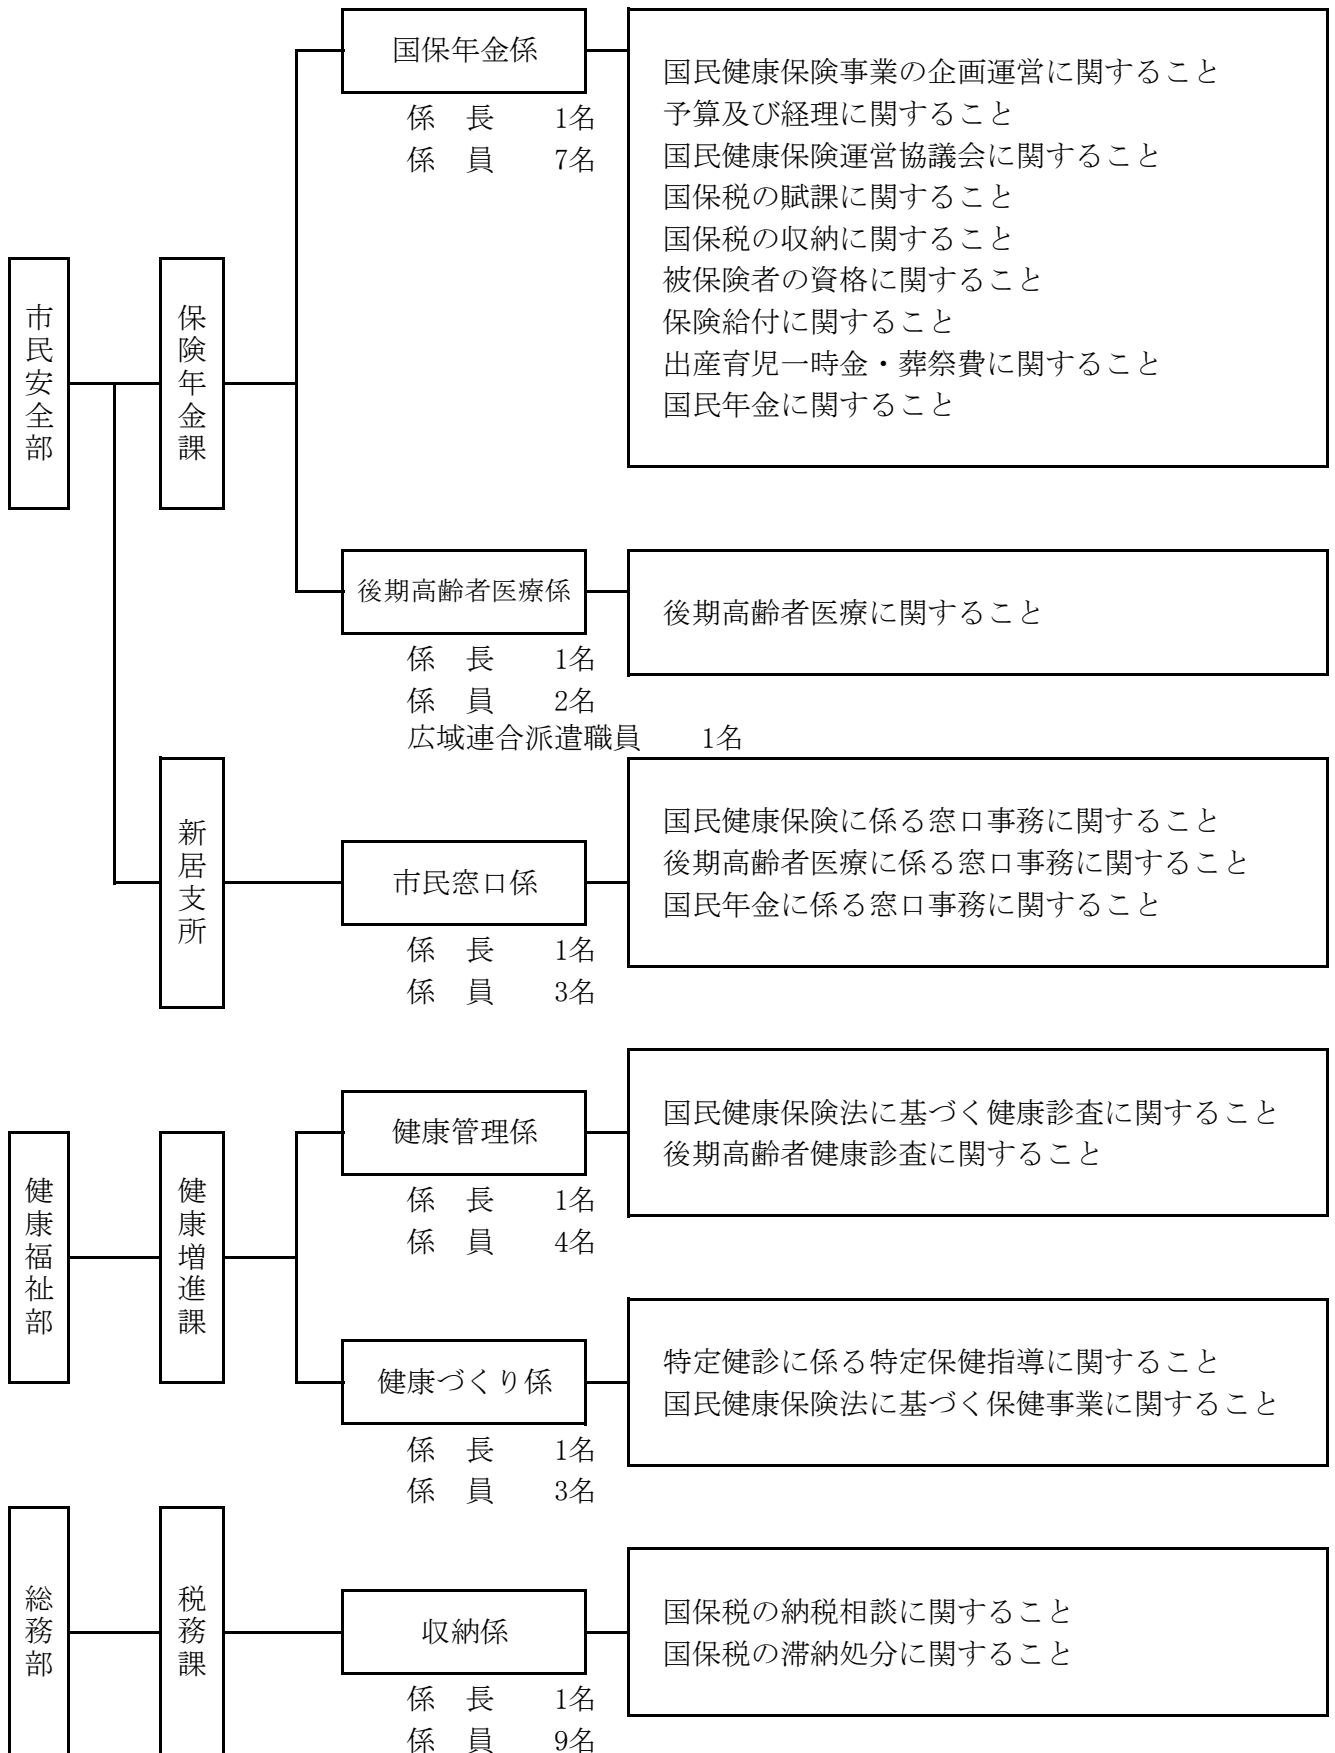 市民安全部
保険年金課
国保年金係
係　長　　1名
係　員　　7名
国民健康保険事業の企画運営に関すること
予算及び経理に関すること
国民健康保険運営協議会に関すること
国保税の賦課に関すること
国保税の収納に関すること
被保険者の資格に関すること
保険給付に関すること
出産育児一時金・葬祭費に関すること
国民年金に関すること
後期高齢者医療係
係　長　　1名
係　員　　2名
広域連合派遣職員　　1名
後期高齢者医療に関すること
新居支所
市民窓口係
係　長　　1名
係　員　　3名
国民健康保険に係る窓口事務に関すること
後期高齢者医療に係る窓口事務に関すること
国民年金に係る窓口事務に関すること
健康福祉部
健康増進課
健康管理係
係　長　　1名
係　員　　4名
国民健康保険法に基づく健康診査に関すること
後期高齢者健康診査に関すること
健康づくり係
係　長　　1名
係　員　　3名
特定健診に係る特定保健指導に関すること
国民健康保険法に基づく保健事業に関すること
総務部
税務課
収納係
係　長　　1名
係　員　　9名
国保税の納税相談に関すること
国保税の滞納処分に関すること